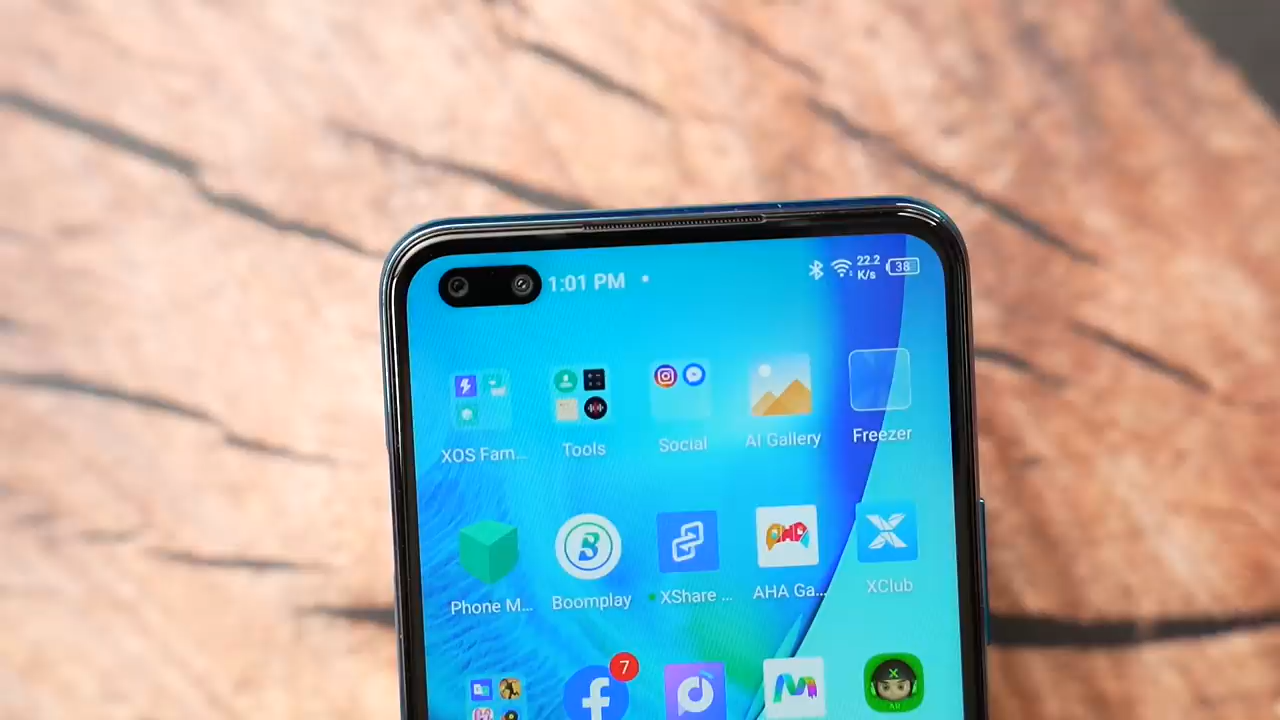 1:01 PM
22.2
K/s
38
XOS Fam...
Tools
Social
AI Gallery
Freezer
AHA
Phone M...
Boomplay
XShare ...
AHA Ga...
XClub
7